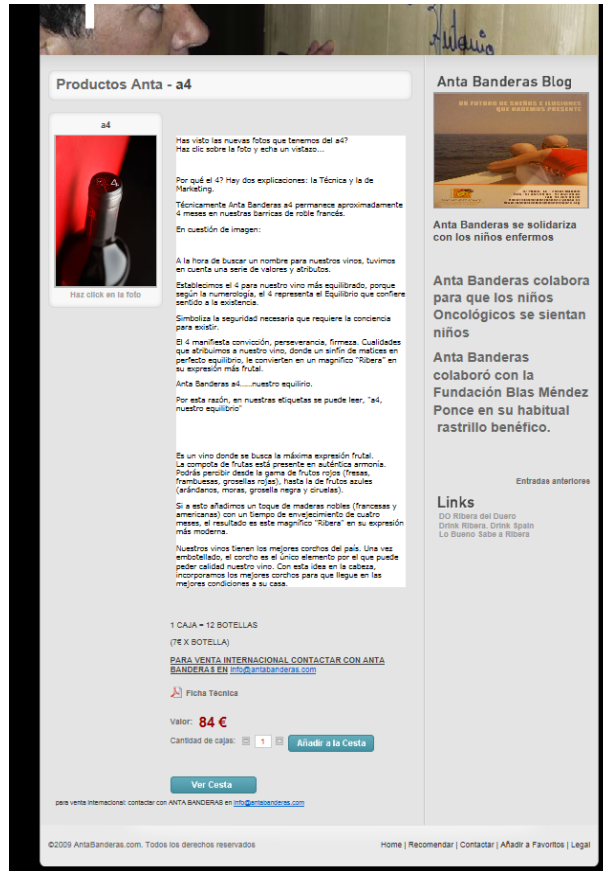 Antonio
Productos Anta - a4
a4
4
Haz click en la foto
Has visto las nuevas fotos que tenemos del a4?
Haz clic sobre la foto y echa un vistazo...
Por qué el 4? Hay dos explicaciones: la Técnica y la de
Marketing.
Técnicamente Anta Banderas a4 permanece aproximadamente
4 meses en nuestras barricas de roble francés.
En cuestión de imagen:
A la hora de buscar un nombre para nuestros vinos, tuvimos
en cuenta una serie de valores y atributos.
Establecimos el 4 para nuestro vino más equilibrado, porque
según la numerología, el 4 representa el Equilibrio que confiere
sentido a la existencia.
Simboliza la seguridad necesaria que requiere la conciencia
para existir.
El 4 manifiesta convicción, perseverancia, firmeza. Cualidades
que atribuimos a nuestro vino, donde un sinfín de matices en
perfecto equilibrio, le convierten en un magnífico "Ribera" en
su expresión más frutal.
Anta Banderas a4.....nuestro equilirio.
Por esta razón, en nuestras etiquetas se puede leer, "a4,
nuestro equilibrio"
Es un vino donde se busca la máxima expresión frutal.
La compota de frutas está presente en auténtica armonía.
Podrás percibir desde la gama de frutos rojos (fresas,
frambuesas, grosellas rojas), hasta la de frutos azules
(arándanos, moras, grosella negra y ciruelas).
Si a esto añadimos un toque de maderas nobles (francesas y
americanas) con un tiempo de envejecimiento de cuatro
meses, el resultado es este magnífico "Ribera" en su expresión
más moderna.
Nuestros vinos tienen los mejores corchos del país. Una vez
embotellado, el corcho es el único elemento por el que puede
peder calidad nuestro vino. Con esta idea en la cabeza,
incorporamos los mejores corchos para que llegue en las
mejores condiciones a su casa.
1 CAJA = 12 BOTELLAS
(7€ X BOTELLA)
PARA VENTA INTERNACIONAL CONTACTAR CON ANTA
BANDERAS EN info@antabanderas.com
Ficha Técnica
Valor: 84 €
Cantidad de cajas: 1 Añadir a la Cesta
Ver Cesta
para venta internacional: contactar con ANTA BANDERAS en info@antabanderas.com
Anta Banderas Blog
UN FUTURO DE SUEÑOS E ILUSIONES
QUE HAREMOS PRESENTE
Anta Banderas se solidariza
con los niños enfermos
Anta Banderas colabora
para que los niños
Oncológicos se sientan
niños
Anta Banderas
colaboró con la
Fundación Blas Méndez
Ponce en su habitual
rastrillo benéfico.
Entradas anteriores
Links
DO Ribera del Duero
Drink Ribera. Drink Spain
Lo Bueno Sabe a Ribera
©2009 AntaBanderas.com. Todos los derechos reservados
Home | Recomendar | Contactar | Añadir a Favoritos | Legal